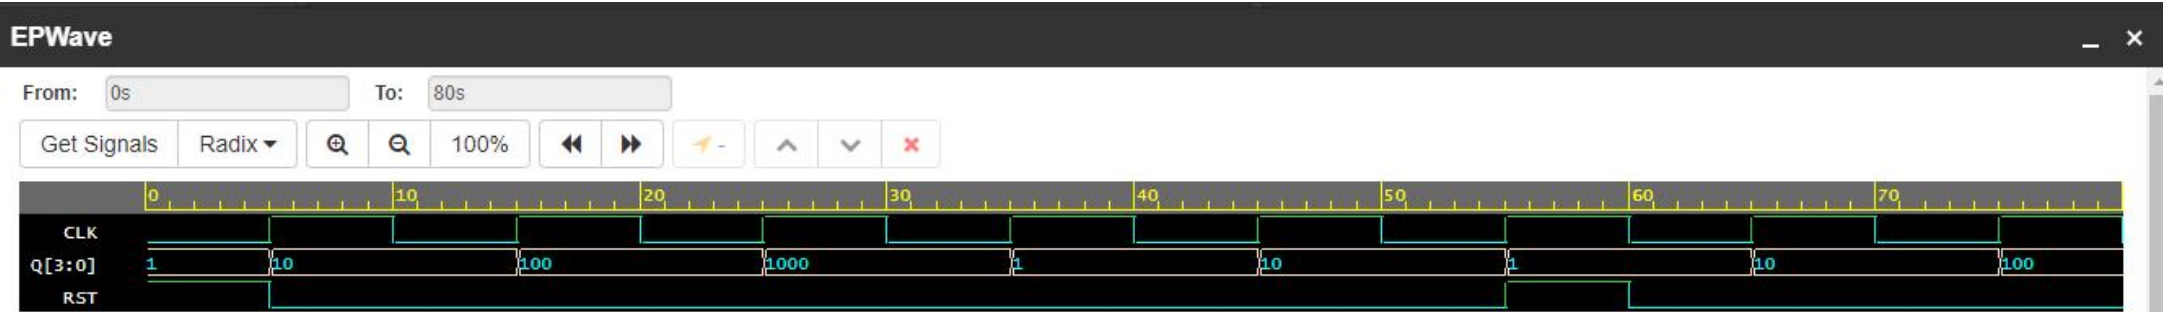 EPWave
From: 0s To: 80s
Get Signals Radix 100% -
0 10 20 30 40 50 60 70
CLK
Q[3:0] 1 10 100 1000 1 10 1 10 100
RST